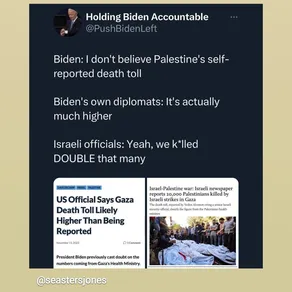 Holding Biden Accountable
@PushBidenLeft
Biden: I don't believe Palestine's self-
reported death toll
Biden's own diplomats: It's actually
much higher
Israeli officials: Yeah, we k*lled
DOUBLE that many
US Official Says Gaza
Death Toll Likely
Higher Than Being
Reported
President Biden previously cast doubt on the
numbers coming from Gaza's Health Ministry.
Israel-Palestine war: Israeli newspaper
reports 20,000 Palestinians killed by
Israeli strikes in Gaza
@seastersjones